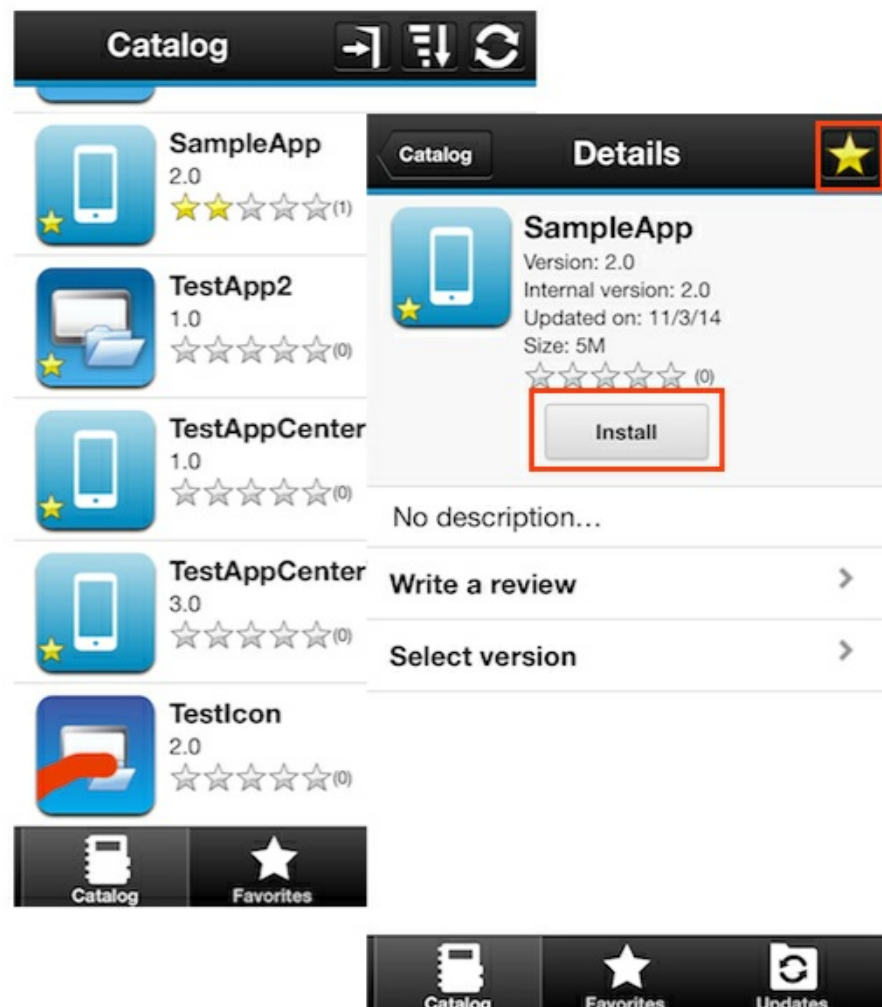 Catalog
SampleApp
2.0
(1)
TestApp2
1.0
(0)
TestAppCenter
1.0
(0)
TestAppCenter
3.0
(0)
TestIcon
2.0
(0)
Catalog
Favorites
Catalog
Details
SampleApp
Version: 2.0
Internal version: 2.0
Updated on: 11/3/14
Size: 5M
(0)
Install
No description...
Write a review
Select version
Catalog
Favorites
Updates